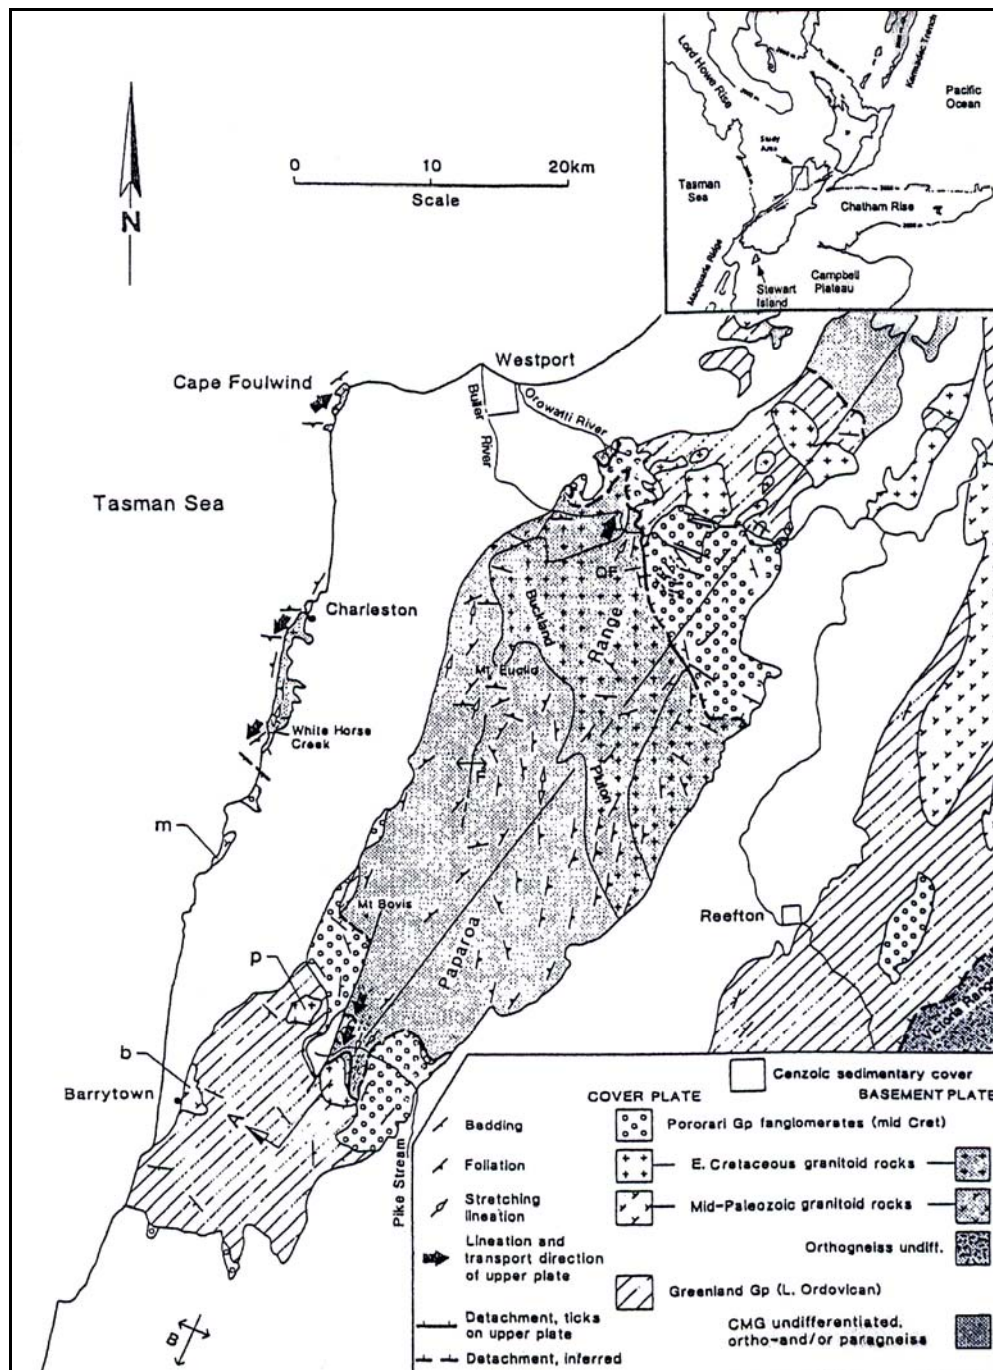 Lord Howe Rise
Kermadec Trench
Pacific
Ocean
Study
Area
Tasman
Sea
Chatham Rise
Macquarie Ridge
Campbell
Plateau
Stewart
Island
N
0 10 20km
Scale
Westport
Cape Foulwind
Buller
River
Orowaiti River
Tasman Sea
OF
Charleston
Buckland
Range
Mt. Euclid
White Horse
Creek
F
Pluton
m
Mt Bovis
Reefton
Paparoa
p
Victoria Range
b
Barrytown
A
Pike Stream
B
Cenzoic sedimentary cover
COVER PLATE
BASEMENT PLATE
Bedding
Pororari Gp fanglomerates (mid Cret)
Foliation
E. Cretaceous granitoid rocks
Stretching
lineation
Mid-Paleozoic granitoid rocks
Lineation and
transport direction
of upper plate
Orthogneiss undiff.
Greenland Gp (L. Ordovican)
Detachment, ticks
on upper plate
CMG undifferentiated,
ortho-and/or paragneiss
Detachment, inferred